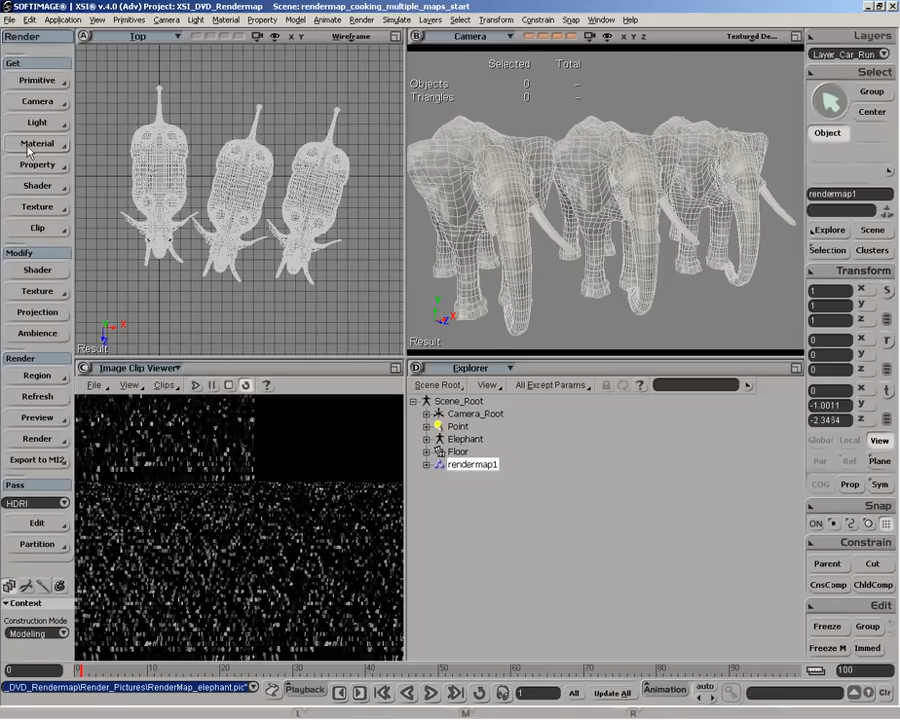 SOFTIMAGE® | XSI® v.4.0 (Adv) Project: XSI_DVD_Rendermap    Scene: rendermap_cooking_multiple_maps_start
File Edit Application View Primitives Camera Light Material Property Model Animate Render Simulate Select Transform Constrain Snap Window Help
Render
Get
Primitive
Camera
Light
Material
Property
Shader
Texture
Clip
Modify
Shader
Texture
Projection
Ambience
Render
Region
Refresh
Preview
Render
Export to MI2
Pass
HDRI
Edit
Partition
Context
Construction Mode
Modeling
A Top X Y Wireframe
Result
B Camera X Y Z Textured De...
Selected Total
Objects 0 –
Triangles 0 –
Result
C Image Clip Viewer
File View Clips ?
D Explorer
Scene Root View All Except Params
Scene_Root
Camera_Root
Point
Elephant
Floor
rendermap1
Layers
Layer_Car_Run
Select
Group
Center
Object
rendermap1
Explore Scene
Selection Clusters
Transform
1 x S
1 y
1 z
0 x r
0 y
0 z
0 x t
-1.0011 y
-2.3464 z
Global Local View
Par Ref Plane
COG Prop Sym
Snap
ON
Constrain
Parent Cut
CnsComp ChldComp
Edit
Freeze Group
Freeze M Immed
0 0 10 20 30 40 50 60 70 80 90 100
_DVD_Rendermap\Render_Pictures\RenderMap_elephant.pic" Playback 1 All Update All Animation auto Clr
L M R